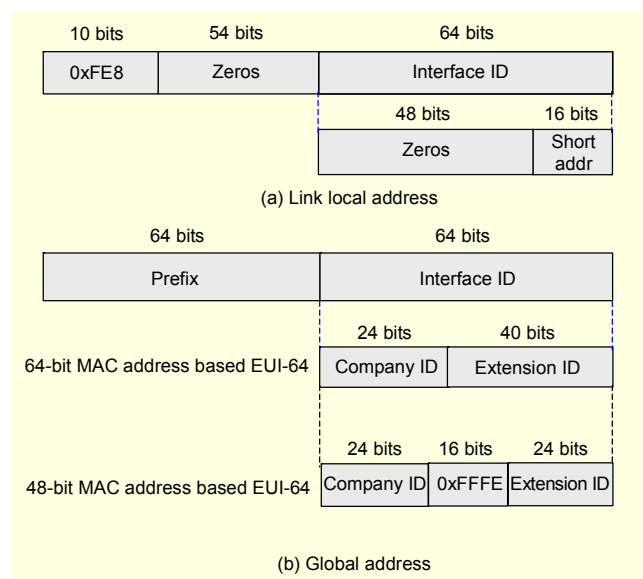 10 bits 54 bits 64 bits
0xFE8 Zeros Interface ID
48 bits 16 bits
Zeros Short
addr
(a) Link local address
64 bits 64 bits
Prefix Interface ID
24 bits 40 bits
64-bit MAC address based EUI-64 Company ID Extension ID
24 bits 16 bits 24 bits
48-bit MAC address based EUI-64 Company ID 0xFFFE Extension ID
(b) Global address